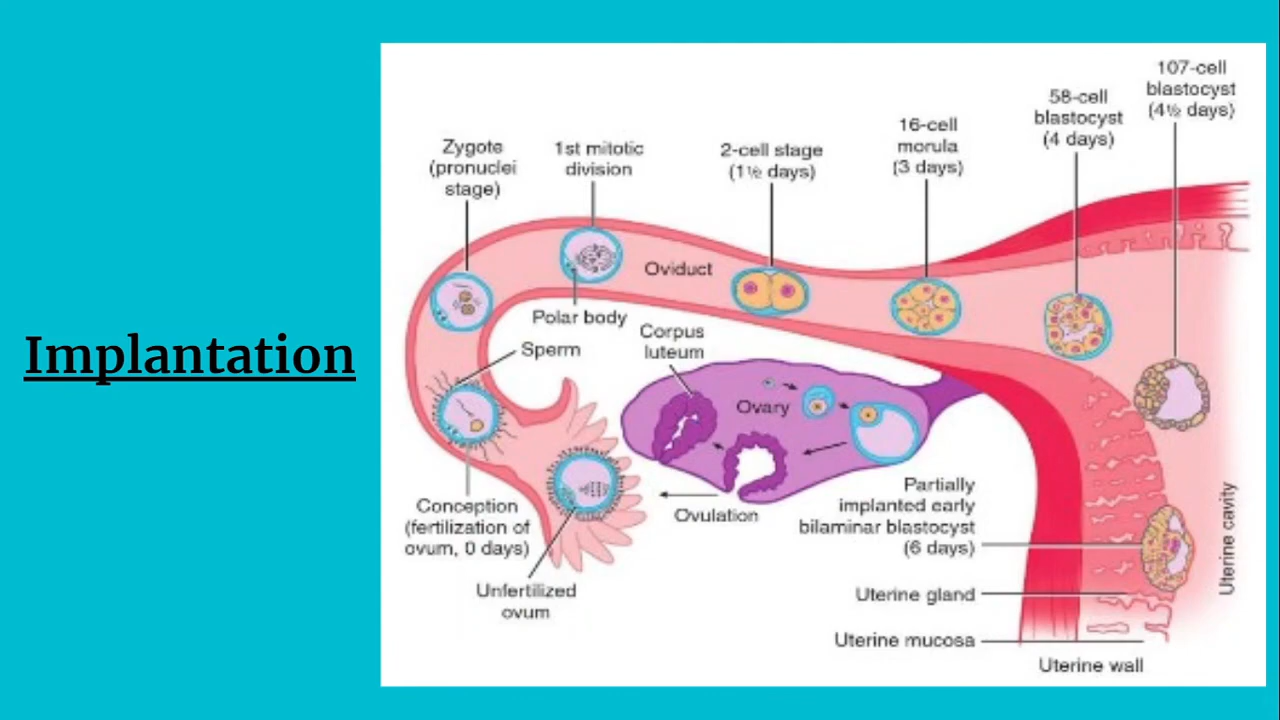 Implantation
107-cell
blastocyst
(4½ days)
58-cell
blastocyst
(4 days)
16-cell
morula
(3 days)
2-cell stage
(1½ days)
1st mitotic
division
Zygote
(pronuclei
stage)
Oviduct
Polar body
Sperm
Corpus
luteum
Ovary
Ovulation
Conception
(fertilization of
ovum, 0 days)
Unfertilized
ovum
Partially
implanted early
bilaminar blastocyst
(6 days)
Uterine gland
Uterine mucosa
Uterine wall
Uterine cavity